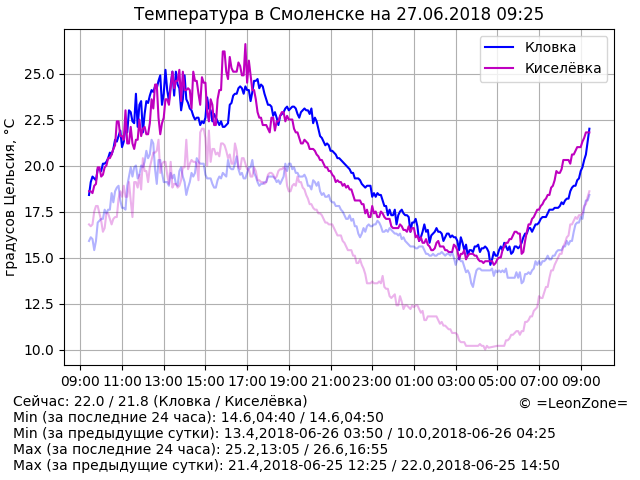 Температура в Смоленске на 27.06.2018 09:25
Кловка
Киселёвка
градусов Цельсия, °C
25.0
22.5
20.0
17.5
15.0
12.5
10.0
09:00 11:00 13:00 15:00 17:00 19:00 21:00 23:00 01:00 03:00 05:00 07:00 09:00
Сейчас: 22.0 / 21.8 (Кловка / Киселёвка)
© =LeonZone=
Min (за последние 24 часа): 14.6,04:40 / 14.6,04:50
Min (за предыдущие сутки): 13.4,2018-06-26 03:50 / 10.0,2018-06-26 04:25
Max (за последние 24 часа): 25.2,13:05 / 26.6,16:55
Max (за предыдущие сутки): 21.4,2018-06-25 12:25 / 22.0,2018-06-25 14:50